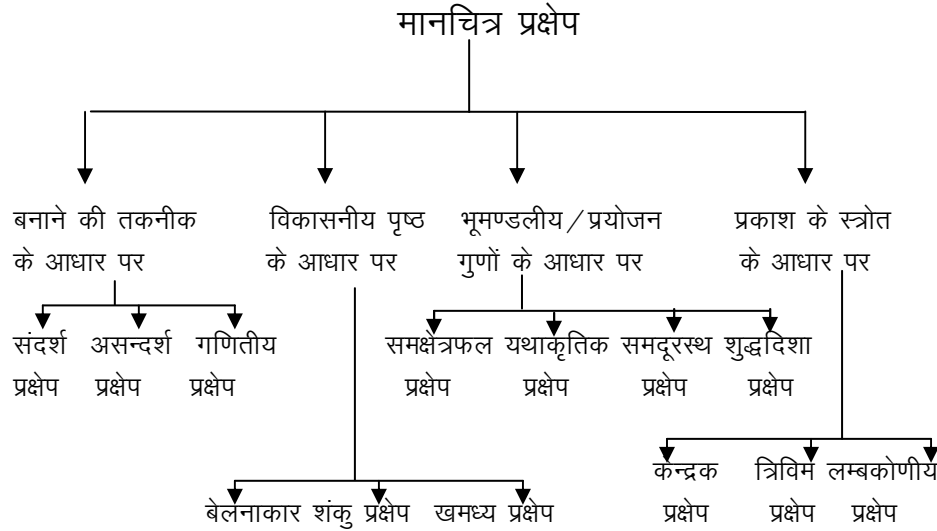 मानचित्र प्रक्षेप
बनाने की तकनीक
के आधार पर
विकासनीय पृष्ठ
के आधार पर
भूमण्डलीय/प्रयोजन
गुणों के आधार पर
प्रकाश के स्त्रोत
के आधार पर
संदर्श
प्रक्षेप
असन्दर्श
प्रक्षेप
गणितीय
प्रक्षेप
समक्षेत्रफल
प्रक्षेप
यथाकृतिक
प्रक्षेप
समदूरस्थ
प्रक्षेप
शुद्धदिशा
प्रक्षेप
बेलनाकार शंकु प्रक्षेप खमध्य प्रक्षेप
केन्द्रक
प्रक्षेप
त्रिविम
प्रक्षेप
लम्बकोणीय
प्रक्षेप